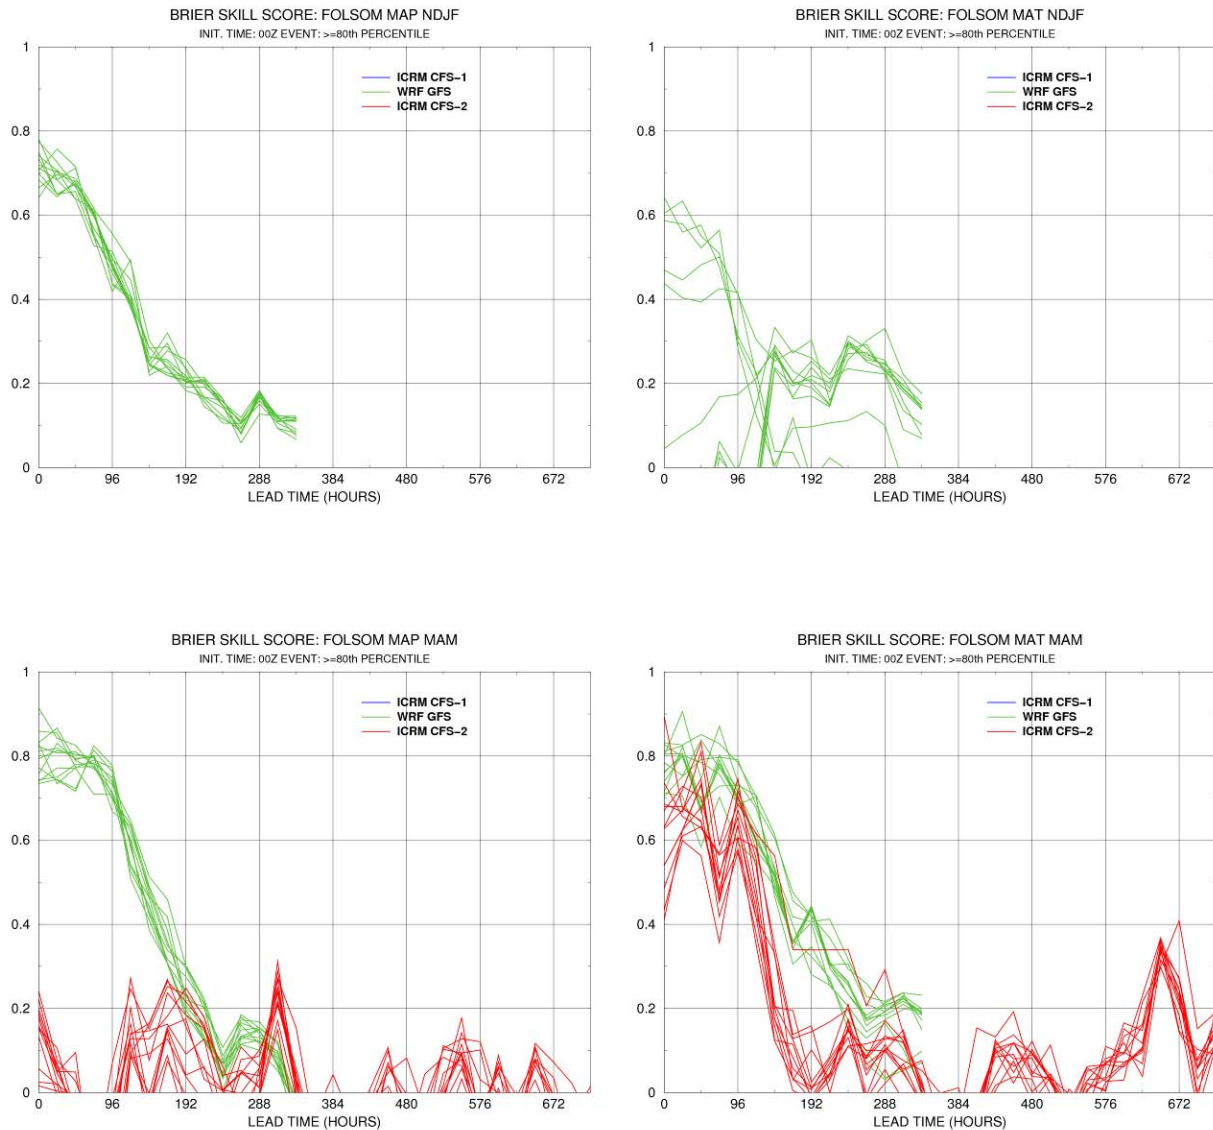 BRIER SKILL SCORE: FOLSOM MAP NDJF
INIT. TIME: 00Z EVENT: >=80th PERCENTILE
ICRM CFS-1
WRF GFS
ICRM CFS-2
1
0.8
0.6
0.4
0.2
0
0 96 192 288 384 480 576 672
LEAD TIME (HOURS)
BRIER SKILL SCORE: FOLSOM MAT NDJF
INIT. TIME: 00Z EVENT: >=80th PERCENTILE
ICRM CFS-1
WRF GFS
ICRM CFS-2
1
0.8
0.6
0.4
0.2
0
0 96 192 288 384 480 576 672
LEAD TIME (HOURS)
BRIER SKILL SCORE: FOLSOM MAP MAM
INIT. TIME: 00Z EVENT: >=80th PERCENTILE
ICRM CFS-1
WRF GFS
ICRM CFS-2
1
0.8
0.6
0.4
0.2
0
0 96 192 288 384 480 576 672
LEAD TIME (HOURS)
BRIER SKILL SCORE: FOLSOM MAT MAM
INIT. TIME: 00Z EVENT: >=80th PERCENTILE
ICRM CFS-1
WRF GFS
ICRM CFS-2
1
0.8
0.6
0.4
0.2
0
0 96 192 288 384 480 576 672
LEAD TIME (HOURS)